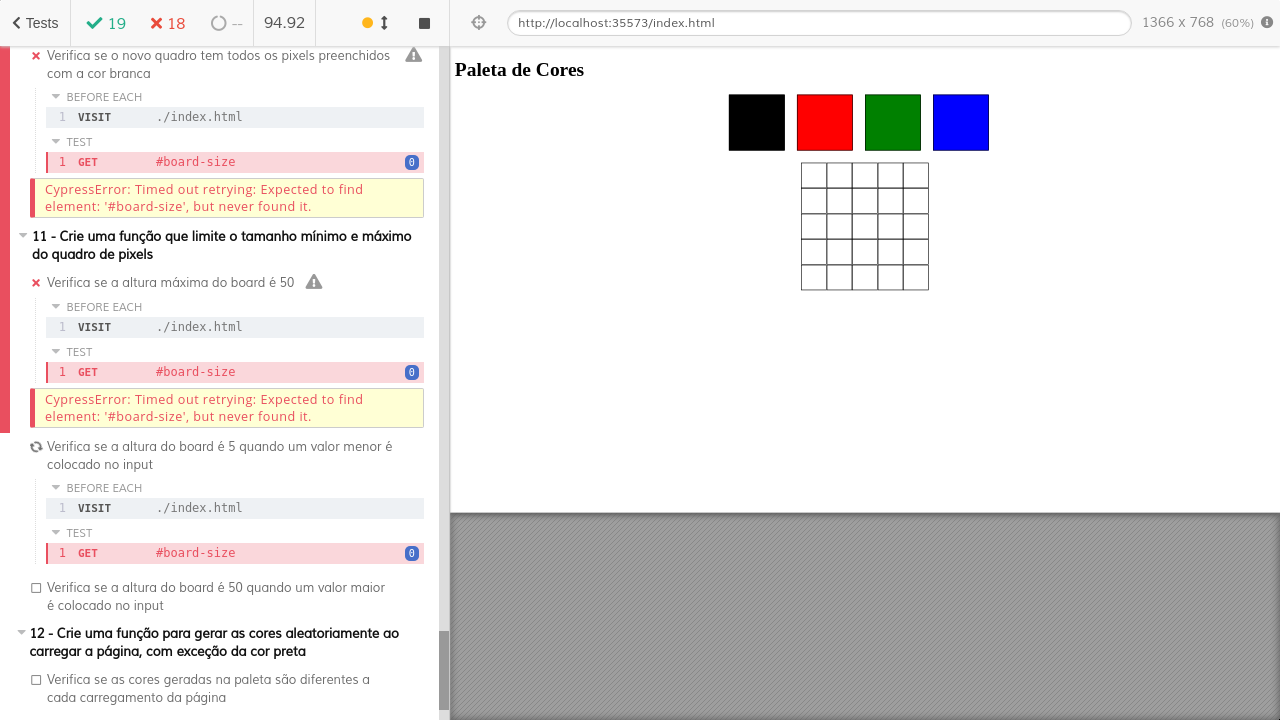 Tests 19 18 -- 94.92
http://localhost:35573/index.html 1366 x 768 (60%)
Verifica se o novo quadro tem todos os pixels preenchidos
com a cor branca
BEFORE EACH
1 VISIT ./index.html
TEST
1 GET #board-size 0
CypressError: Timed out retrying: Expected to find
element: '#board-size', but never found it.
11 - Crie uma função que limite o tamanho mínimo e máximo
do quadro de pixels
Verifica se a altura máxima do board é 50
BEFORE EACH
1 VISIT ./index.html
TEST
1 GET #board-size 0
CypressError: Timed out retrying: Expected to find
element: '#board-size', but never found it.
Verifica se a altura do board é 5 quando um valor menor é
colocado no input
BEFORE EACH
1 VISIT ./index.html
TEST
1 GET #board-size 0
Verifica se a altura do board é 50 quando um valor maior
é colocado no input
12 - Crie uma função para gerar as cores aleatoriamente ao
carregar a página, com exceção da cor preta
Verifica se as cores geradas na paleta são diferentes a
cada carregamento da página
Paleta de Cores